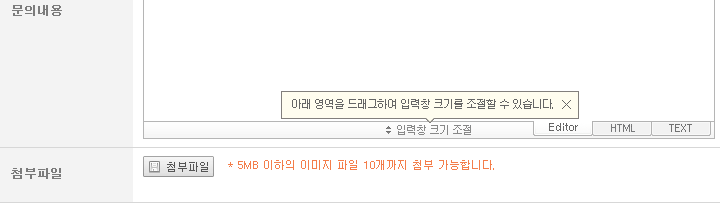 문의내용
아래 영역을 드래그하여 입력창 크기를 조절할 수 있습니다.
입력창 크기 조절 Editor HTML TEXT
첨부파일 첨부파일 * 5MB 이하의 이미지 파일 10개까지 첨부 가능합니다.